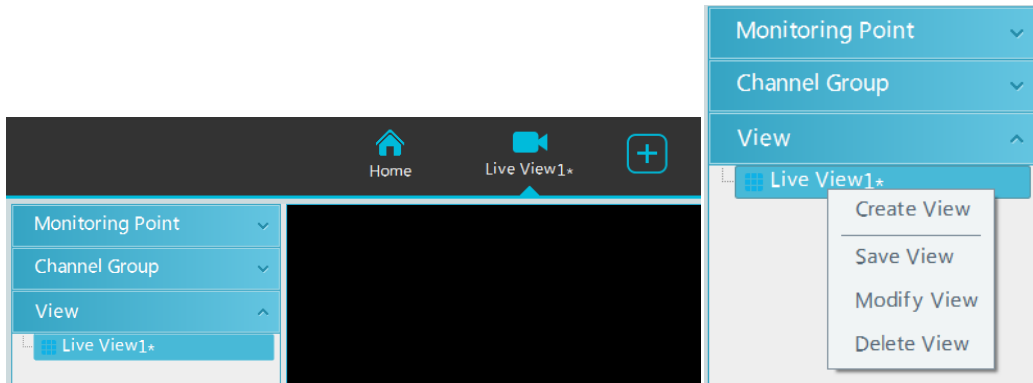 Home
Live View1*
Monitoring Point
Channel Group
View
Live View1*
Monitoring Point
Channel Group
View
Live View1*
Create View
Save View
Modify View
Delete View